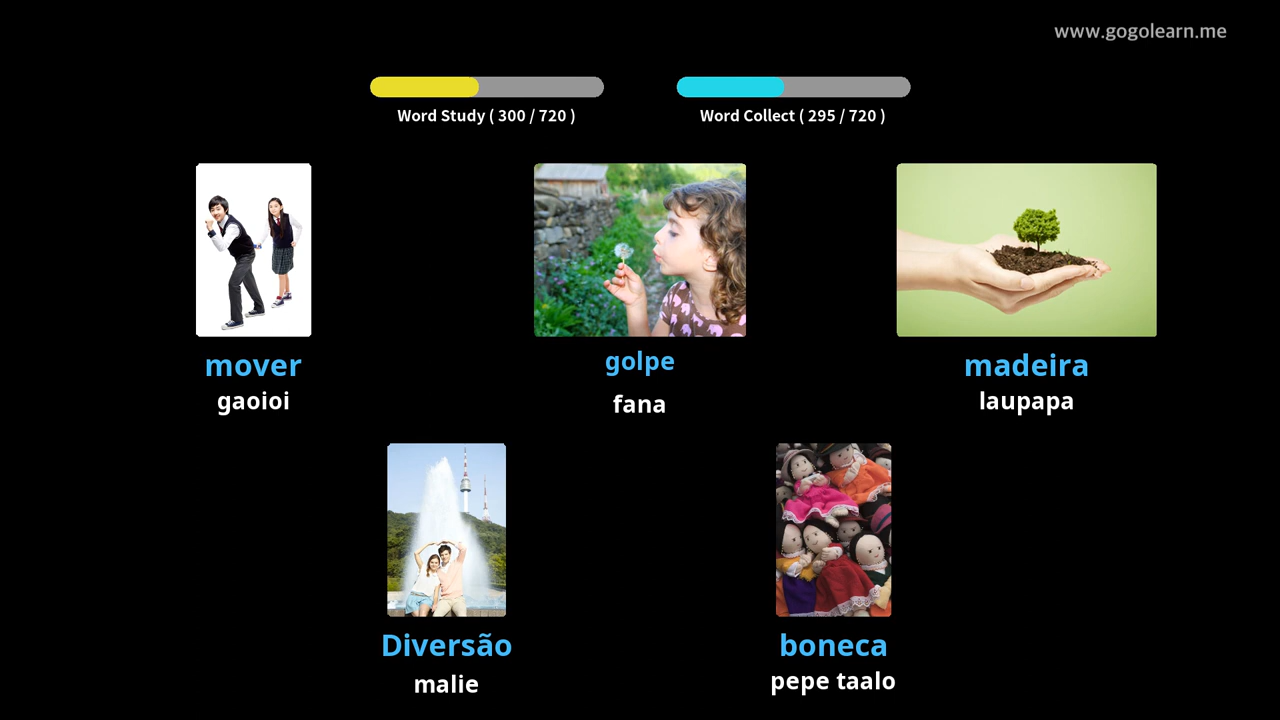 www.gogolearn.me
Word Study ( 300 / 720 )
Word Collect ( 295 / 720 )
mover
gaoioi
golpe
fana
madeira
laupapa
Diversão
malie
boneca
pepe taalo